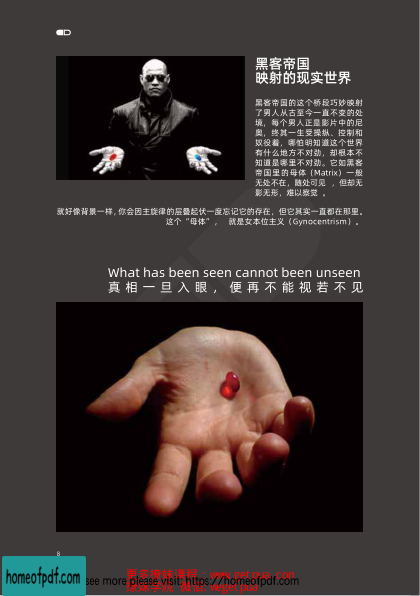 黑客帝国
映射的现实世界
黑客帝国的这个桥段巧妙映射
了男人从古至今一直不变的处
境，每个男人正是影片中的尼
奥，终其一生受操纵、控制和
奴役着，哪怕明知道这个世界
有什么地方不对劲，却根本不
知道是哪里不对劲。它如黑客
帝国里的母体（Matrix）一般
无处不在，随处可见 ，但却无
影无形，难以察觉 。
就好像背景一样，你会因主旋律的层叠起伏一度忘记它的存在，但它其实一直都在那里。
这个 “母体” ， 就是女本位主义（Gynocentrism）。
What has been seen cannot been unseen
真相一旦入眼，便再不能视若不见
8
homeofpdf.com
see more please visit: https://homeofpdf.com